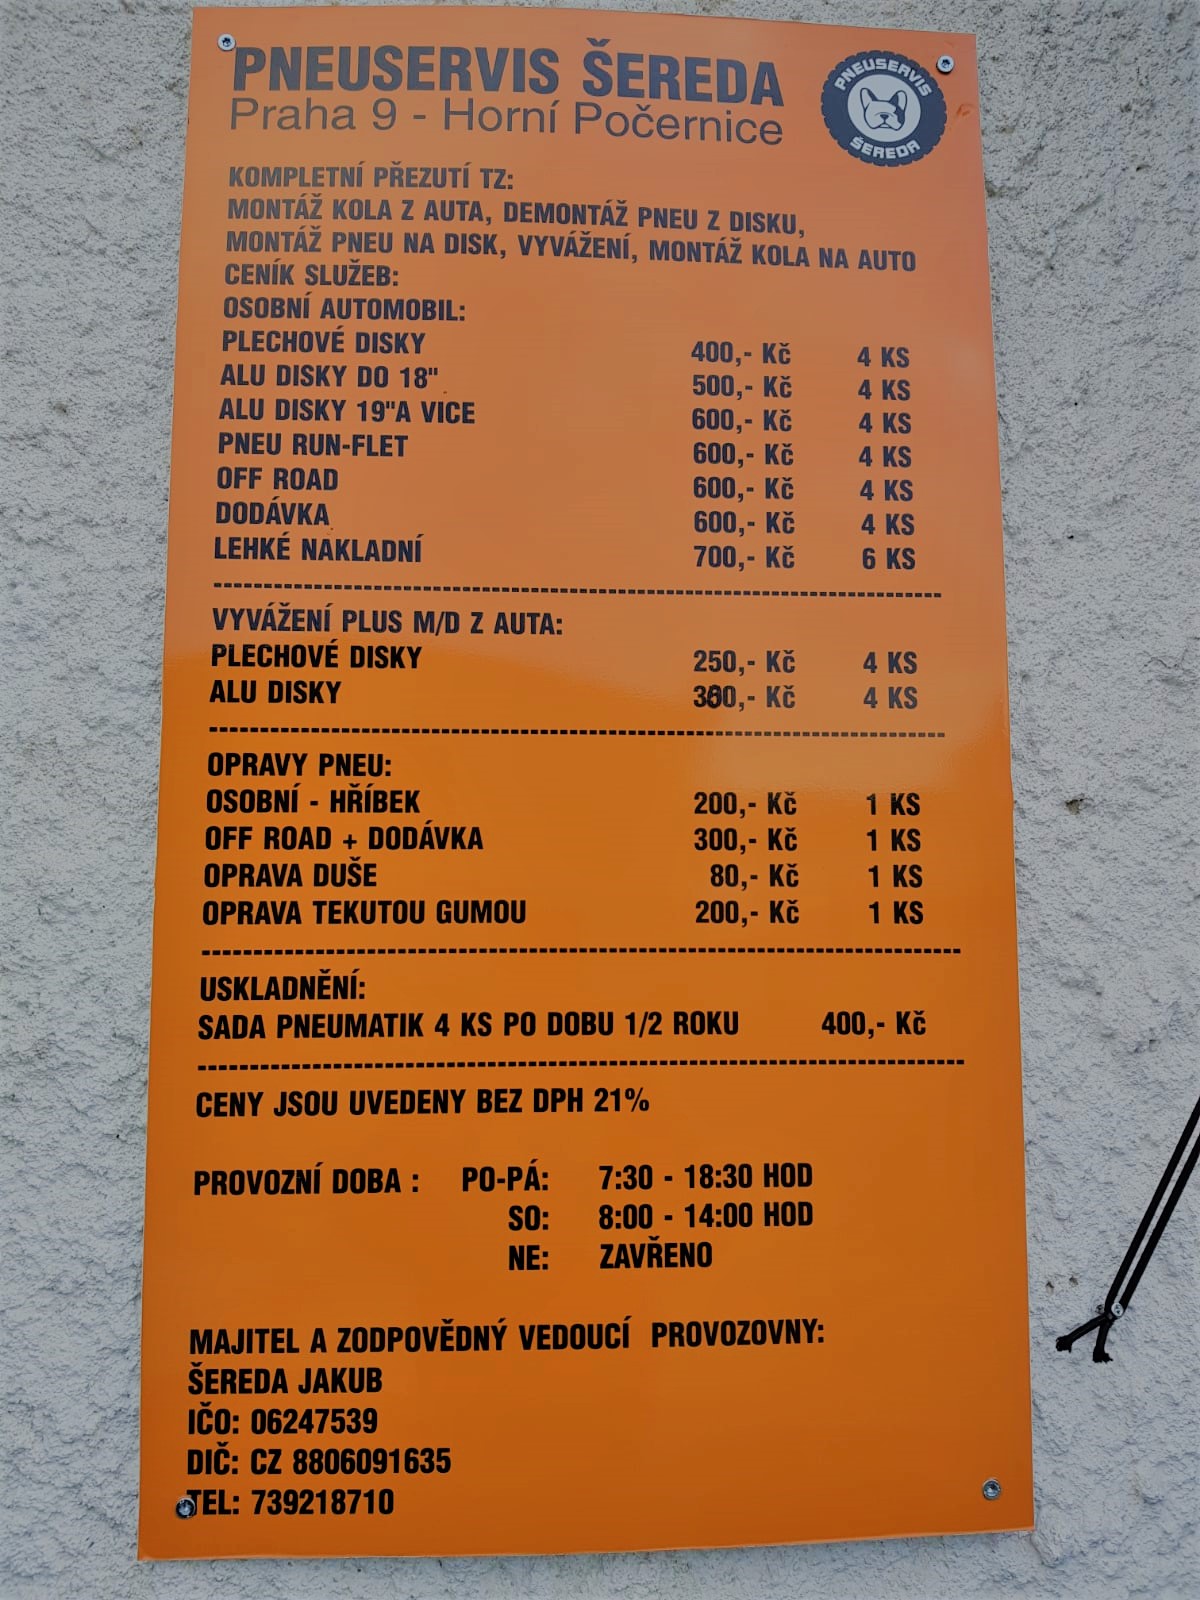 PNEUSERVIS ŠEREDA
Praha 9 - Horní Počernice
PNEUSERVIS
ŠEREDA
KOMPLETNÍ PŘEZUTÍ TZ:
MONTÁŽ KOLA Z AUTA, DEMONTÁŽ PNEU Z DISKU,
MONTÁŽ PNEU NA DISK, VYVÁŽENÍ, MONTÁŽ KOLA NA AUTO
CENÍK SLUŽEB:
OSOBNÍ AUTOMOBIL:
PLECHOVÉ DISKY 400,- Kč 4 KS
ALU DISKY DO 18" 500,- Kč 4 KS
ALU DISKY 19"A VICE 600,- Kč 4 KS
PNEU RUN-FLET 600,- Kč 4 KS
OFF ROAD 600,- Kč 4 KS
DODÁVKA 600,- Kč 4 KS
LEHKÉ NAKLADNÍ 700,- Kč 6 KS
VYVÁŽENÍ PLUS M/D Z AUTA:
PLECHOVÉ DISKY 250,- Kč 4 KS
ALU DISKY Kč 4 KS
OPRAVY PNEU:
OSOBNÍ - HŘÍBEK 200,- Kč 1 KS
OFF ROAD + DODÁVKA 300,- Kč 1 KS
OPRAVA DUŠE 80,- Kč 1 KS
OPRAVA TEKUTOU GUMOU 200,- Kč 1 KS
USKLADNĚNÍ:
SADA PNEUMATIK 4 KS PO DOBU 1/2 ROKU 400,- Kč
CENY JSOU UVEDENY BEZ DPH 21%
PROVOZNÍ DOBA : PO-PÁ: 7:30 - 18:30 HOD
SO: 8:00 - 14:00 HOD
NE: ZAVŘENO
MAJITEL A ZODPOVĚDNÝ VEDOUCÍ PROVOZOVNY:
ŠEREDA JAKUB
IČO: 06247539
DIČ: CZ 8806091635
TEL: 739218710